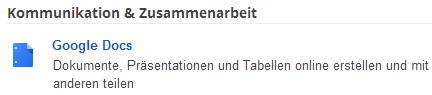 Kommunikation & Zusammenarbeit
Google Docs
Dokumente, Präsentationen und Tabellen online erstellen und mit
anderen teilen